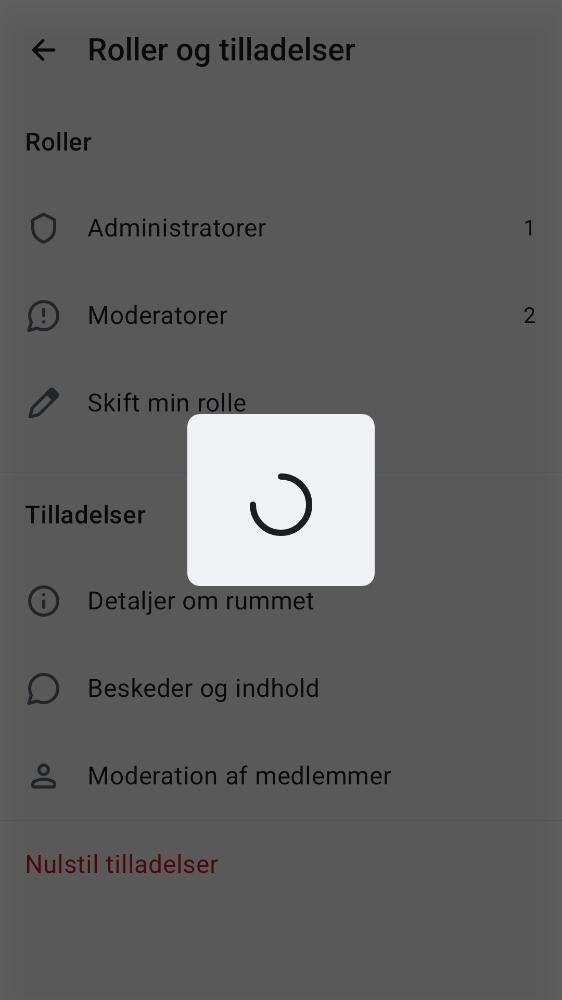 Roller og tilladelser
Roller
Administratorer 1
Moderatorer 2
Skift min rolle
Tilladelser
Detaljer om rummet
Beskeder og indhold
Moderation af medlemmer
Nulstil tilladelser